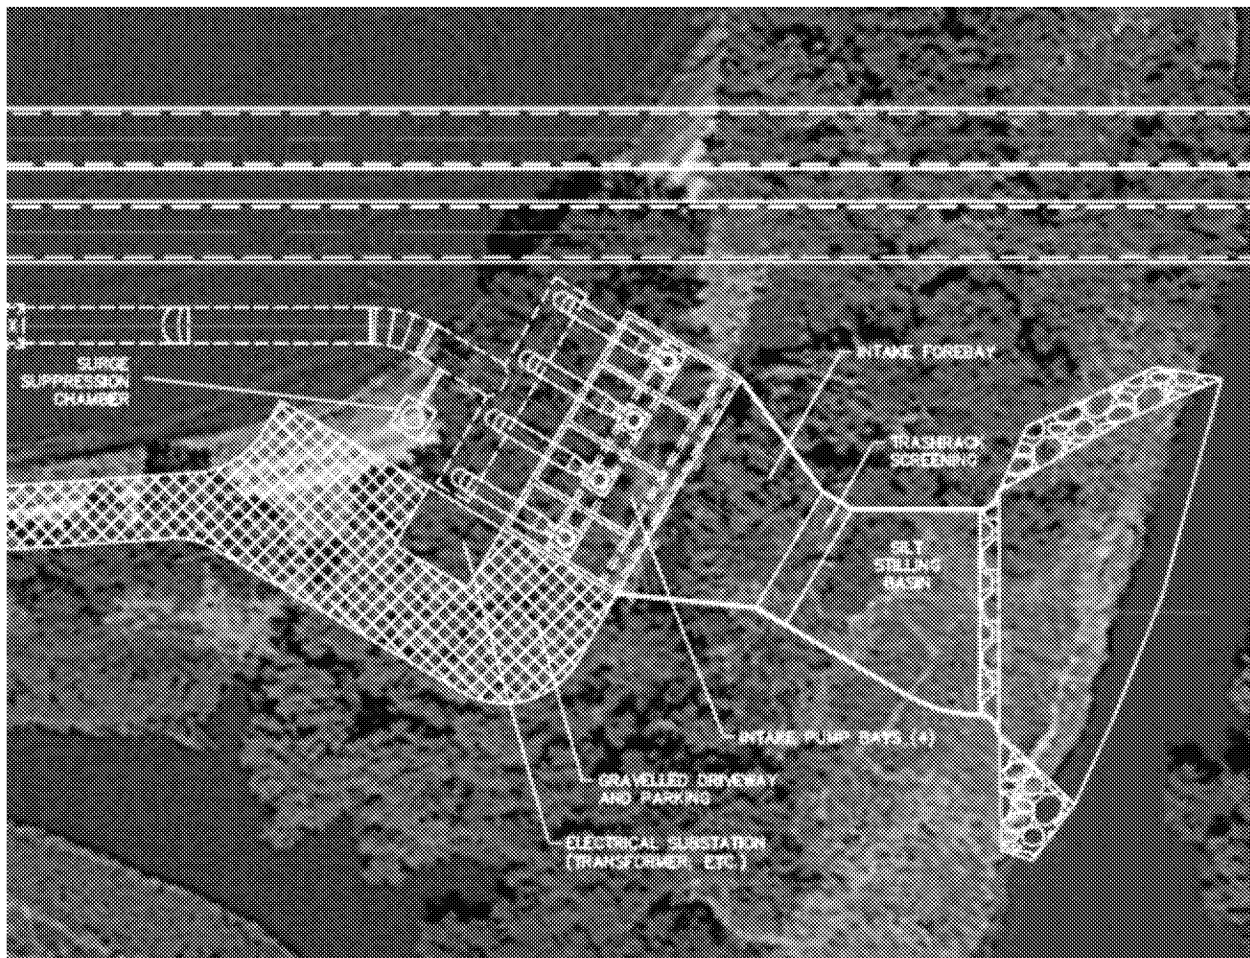 INTAKE FOREBAY
SURGE
SUPPRESSION
CHAMBER
TRASHRACK
SCREENING
SILT
STILLING
BASIN
INTAKE PUMP BAYS (4)
GRAVELLED DRIVEWAY
AND PARKING
ELECTRICAL SUBSTATION
(TRANSFORMER, ETC.)